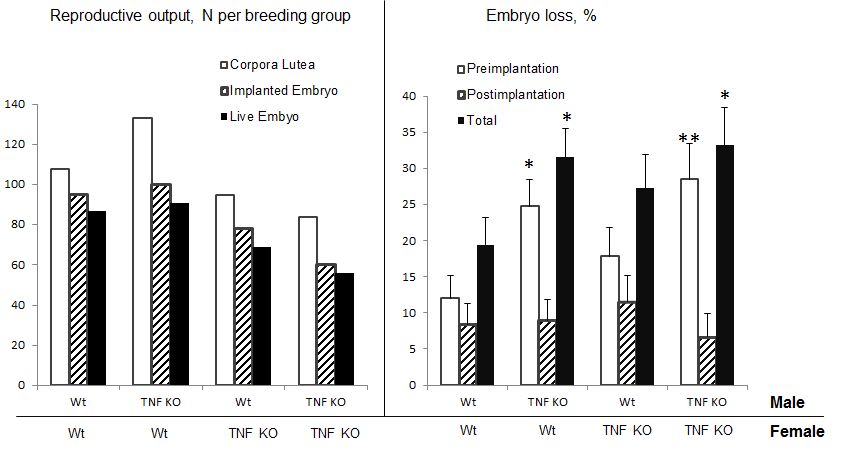 Reproductive output, N per breeding group
Embryo loss, %
Corpora Lutea
Implanted Embryo
Live Embyo
140
120
100
80
60
40
20
0
Wt TNF KO Wt TNF KO
Wt Wt TNF KO TNF KO
Preimplantation
Postimplantation
Total
40
35
30
25
20
15
10
5
0
* * ** *
Wt TNF KO Wt TNF KO Male
Wt Wt TNF KO TNF KO Female